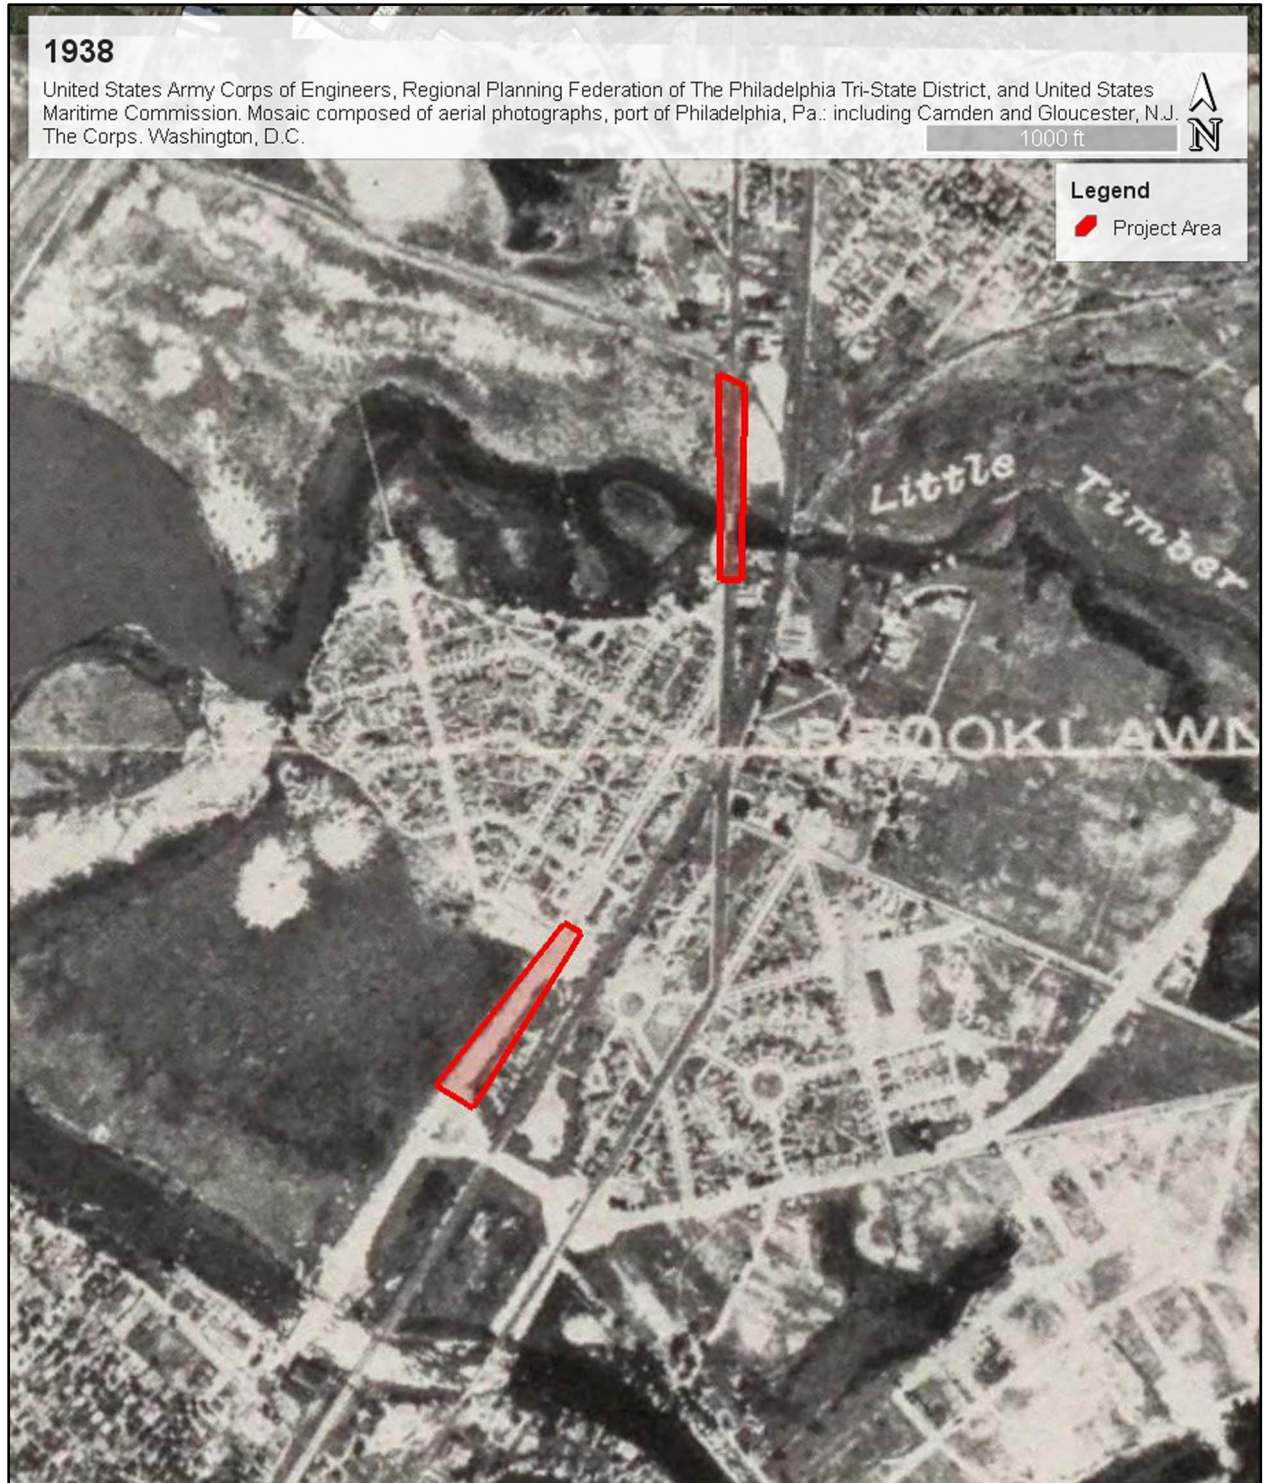 1938
United States Army Corps of Engineers, Regional Planning Federation of The Philadelphia Tri-State District, and United States
Maritime Commission. Mosaic composed of aerial photographs, port of Philadelphia, Pa.: including Camden and Gloucester, N.J.
The Corps. Washington, D.C.
1000 ft
N
Legend
Project Area
Little Timber
BROOKLAWN